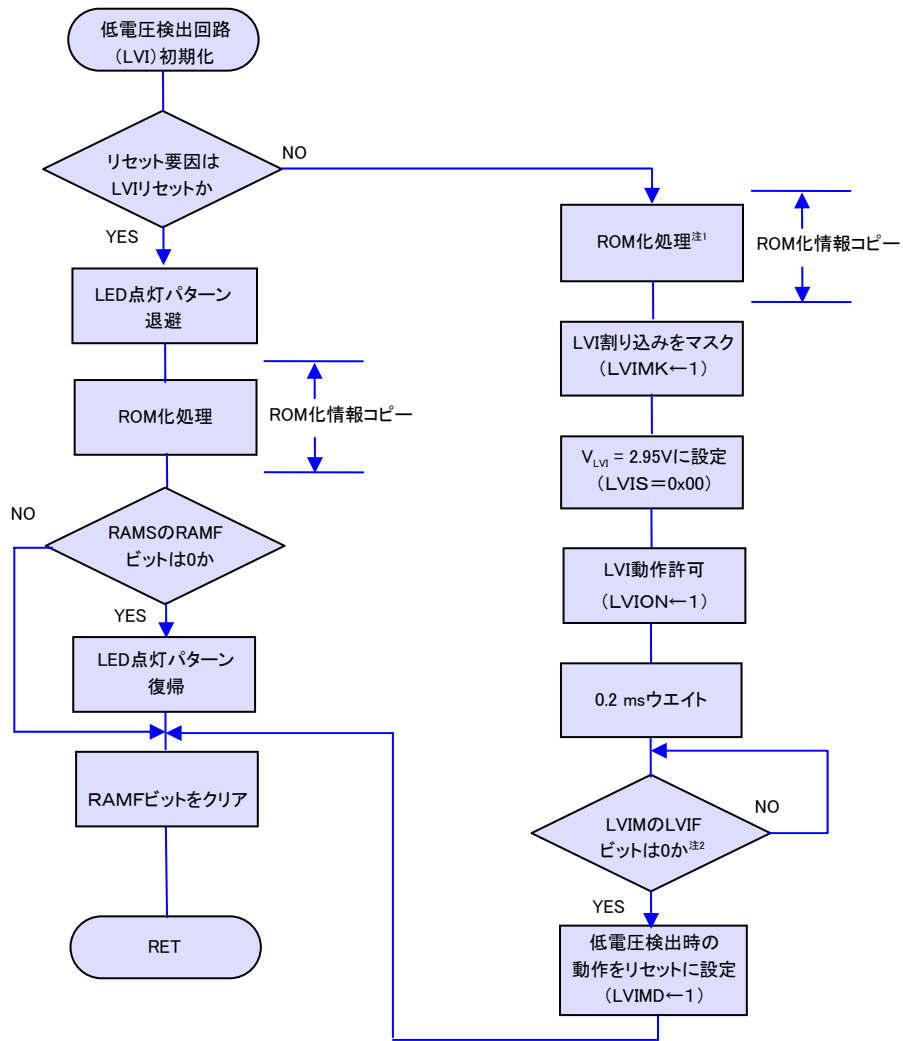 低電圧検出回路
(LVI)初期化
リセット要因は
LVIリセットか
NO
YES
LED点灯パターン
退避
ROM化処理
ROM化情報コピー
RAMSのRAMF
ビットは0か
NO
YES
LED点灯パターン
復帰
RAMFビットをクリア
RET
ROM化処理注1
ROM化情報コピー
LVI割り込みをマスク
(LVIMK←1)
VLVI = 2.95Vに設定
(LVIS=0x00)
LVI動作許可
(LVION←1)
0.2 msウエイト
LVIMのLVIF
ビットは0か注2
NO
YES
低電圧検出時の
動作をリセットに設定
(LVIMD←1)